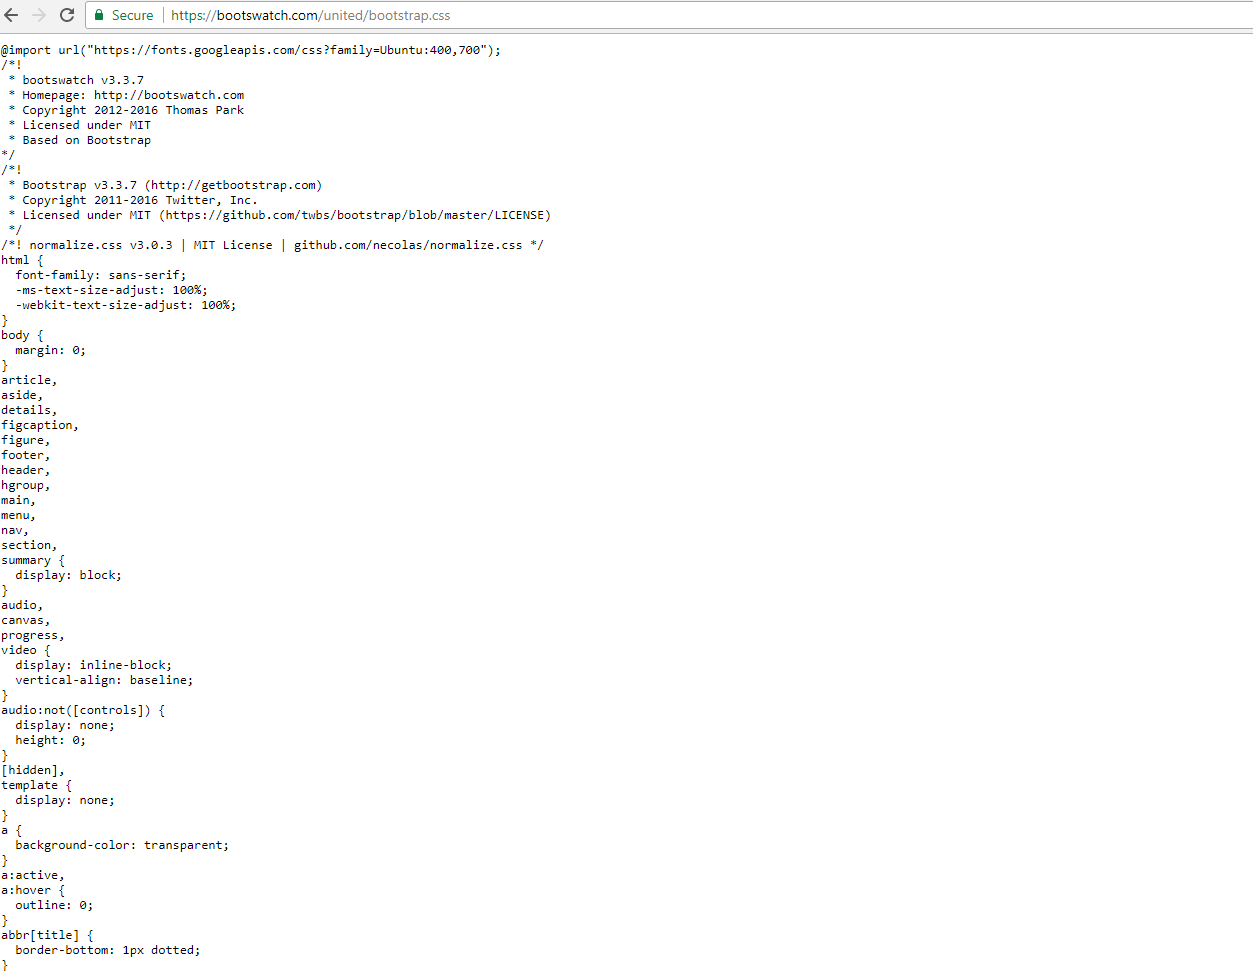 Secure | https://bootswatch.com/united/bootstrap.css
@import url("https://fonts.googleapis.com/css?family=Ubuntu:400,700");
/*!
 * bootswatch v3.3.7
 * Homepage: http://bootswatch.com
 * Copyright 2012-2016 Thomas Park
 * Licensed under MIT
 * Based on Bootstrap
*/
/*!
 * Bootstrap v3.3.7 (http://getbootstrap.com)
 * Copyright 2011-2016 Twitter, Inc.
 * Licensed under MIT (https://github.com/twbs/bootstrap/blob/master/LICENSE)
 */
/*! normalize.css v3.0.3 | MIT License | github.com/necolas/normalize.css */
html {
  font-family: sans-serif;
  -ms-text-size-adjust: 100%;
  -webkit-text-size-adjust: 100%;
}
body {
  margin: 0;
}
article,
aside,
details,
figcaption,
figure,
footer,
header,
hgroup,
main,
menu,
nav,
section,
summary {
  display: block;
}
audio,
canvas,
progress,
video {
  display: inline-block;
  vertical-align: baseline;
}
audio:not([controls]) {
  display: none;
  height: 0;
}
[hidden],
template {
  display: none;
}
a {
  background-color: transparent;
}
a:active,
a:hover {
  outline: 0;
}
abbr[title] {
  border-bottom: 1px dotted;
}